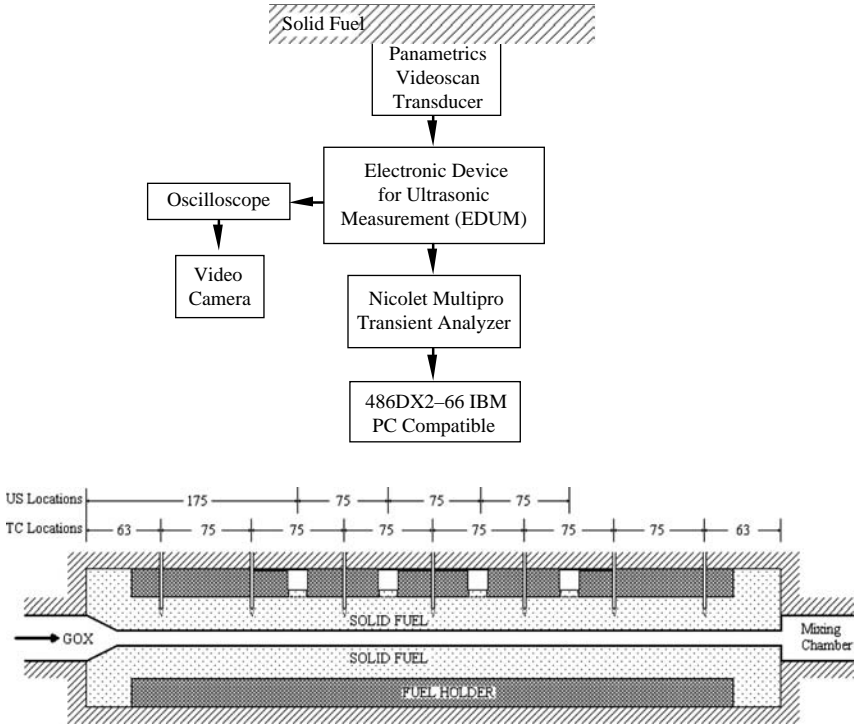 Solid Fuel
Panametrics
Videoscan
Transducer
Electronic Device
for Ultrasonic
Measurement (EDUM)
Oscilloscope
Video
Camera
Nicolet Multipro
Transient Analyzer
486DX2–66 IBM
PC Compatible
US Locations 175 75 75 75
TC Locations 63 75 75 75 75 75 75 63
SOLID FUEL
GOX
Mixing
Chamber
SOLID FUEL
FUEL HOLDER